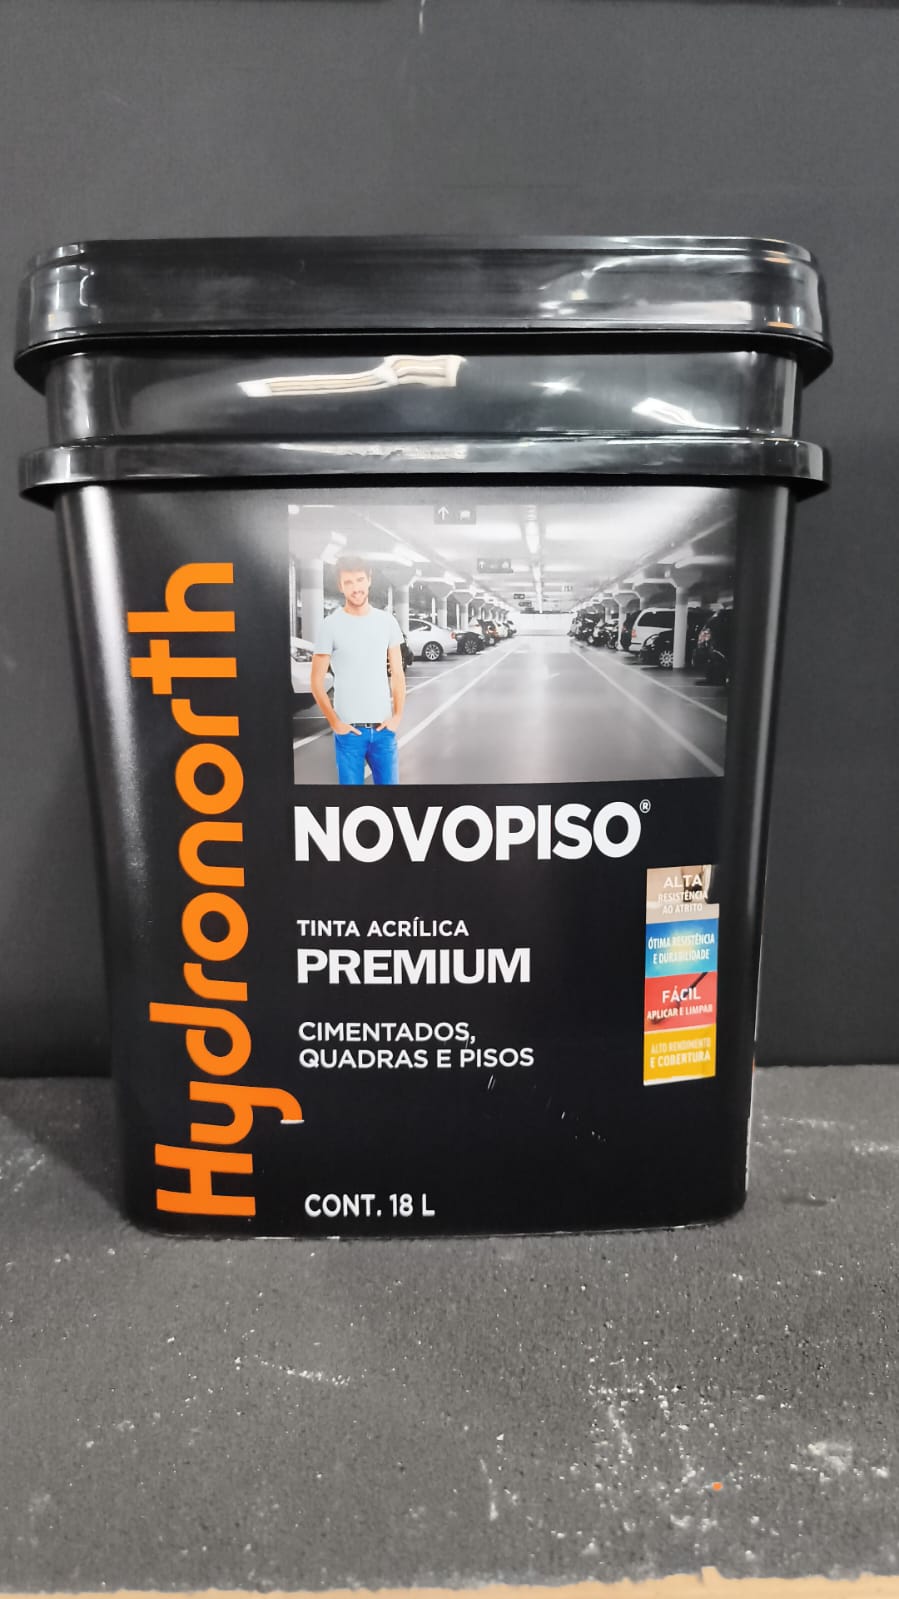 Hydronorth
NOVOPISO®
TINTA ACRÍLICA
PREMIUM
CIMENTADOS,
QUADRAS E PISOS
ALTA
RESISTÊNCIA
AO ATRITO
ÓTIMA RESISTÊNCIA
E DURABILIDADE
FÁCIL
APLICAR E LIMPAR
ALTO RENDIMENTO
E COBERTURA
CONT. 18 L